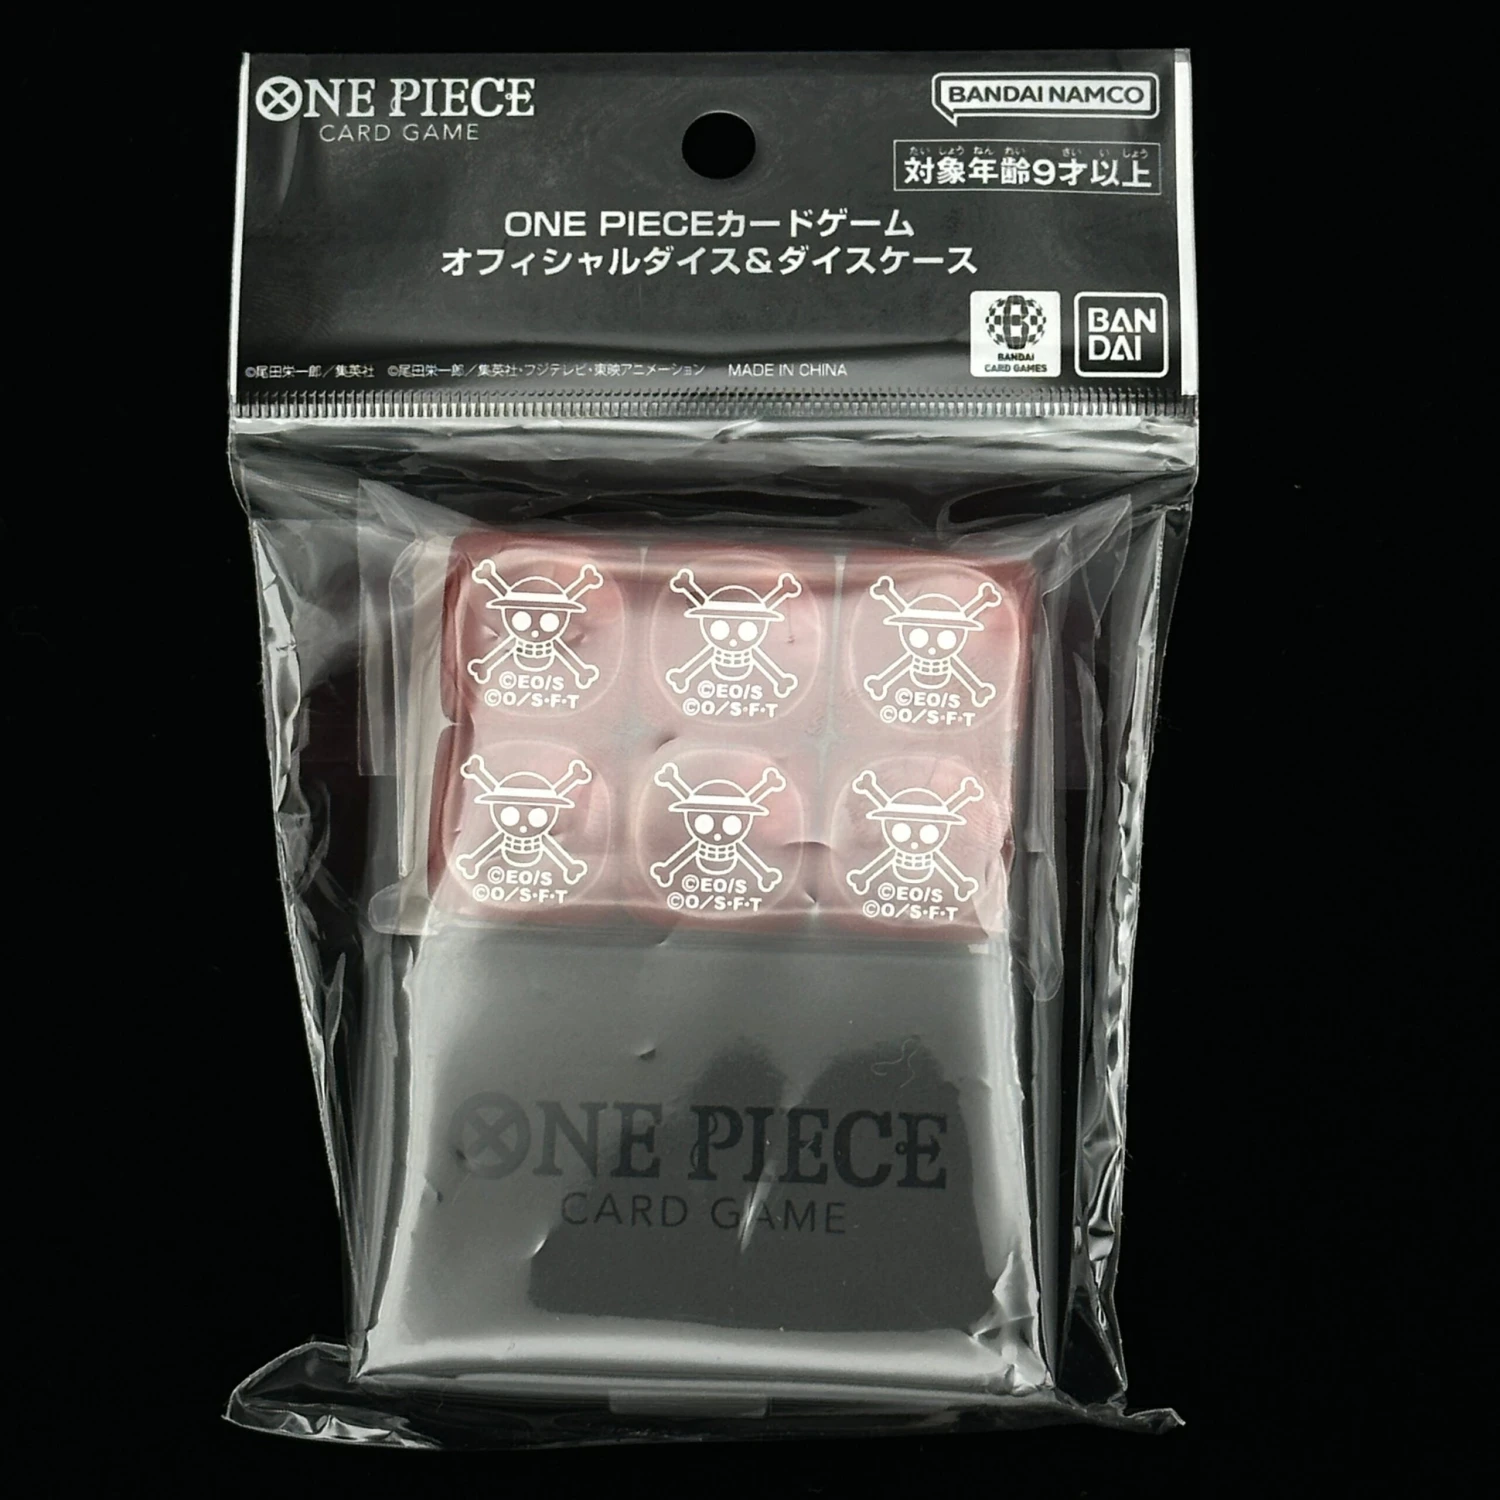 ONE PIECE
CARD GAME
BANDAI NAMCO
たいしょうねんれい さいいじょう
対象年齢9才以上
ONE PIECEカードゲーム
オフィシャルダイス&ダイスケース
B
BANDAI
CARD GAMES
BAN
DAI
©尾田栄一郎／集英社 ©尾田栄一郎／集英社・フジテレビ・東映アニメーション MADE IN CHINA
©EO/S
©O/S・F・T
©EO/S
©O/S・F・T
©EO/S
©O/S・F・T
©EO/S
©O/S・F・T
©EO/S
©O/S・F・T
©EO/S
©O/S・F・T
ONE PIECE
CARD GAME